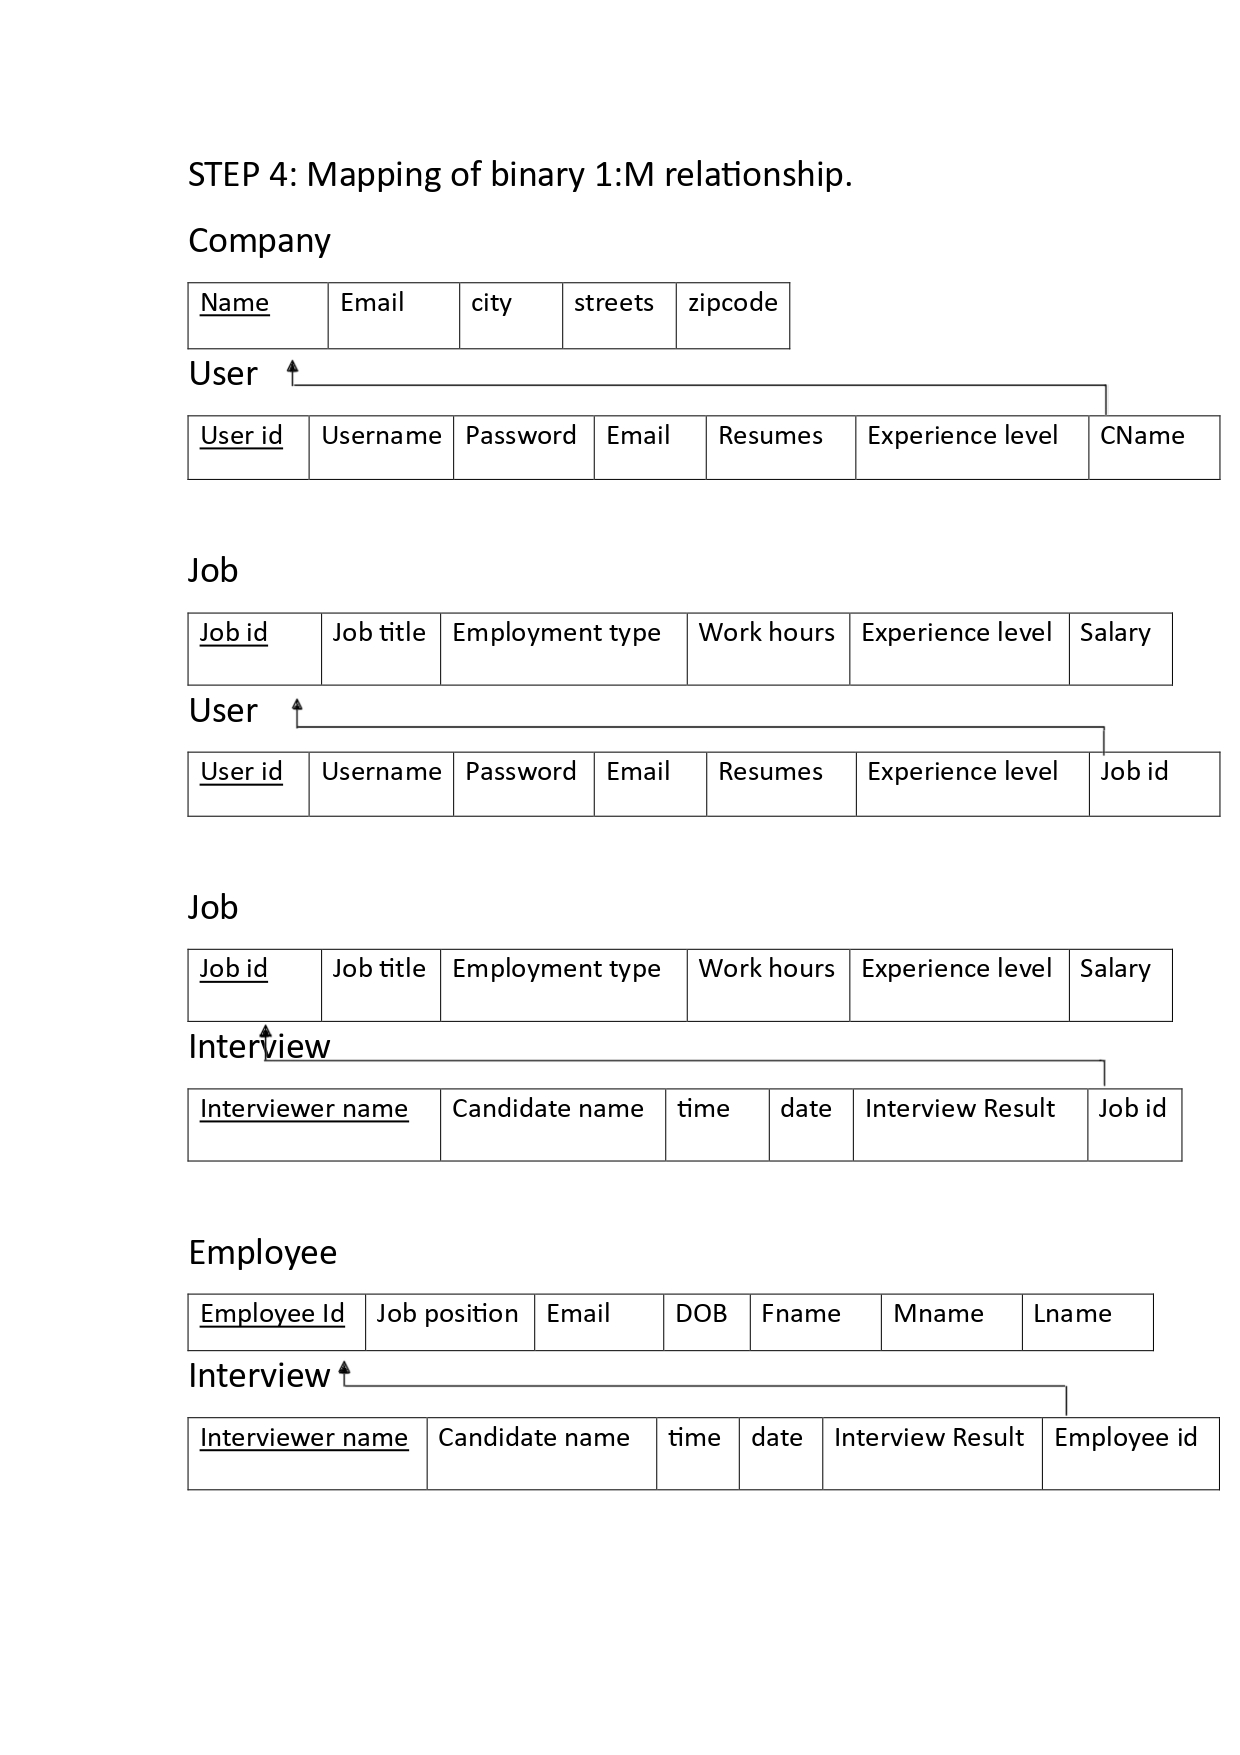 STEP 4: Mapping of binary 1:M relationship.
Company
Name Email city streets zipcode
User
User id Username Password Email Resumes Experience level CName
Job
Job id Job title Employment type Work hours Experience level Salary
User
User id Username Password Email Resumes Experience level Job id
Job
Job id Job title Employment type Work hours Experience level Salary
Interview
Interviewer name Candidate name time date Interview Result Job id
Employee
Employee Id Job position Email DOB Fname Mname Lname
Interview
Interviewer name Candidate name time date Interview Result Employee id